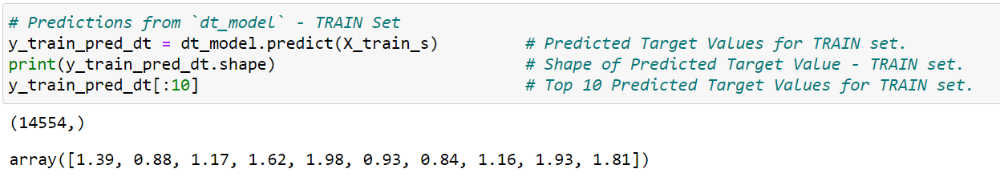 # Predictions from `dt_model` - TRAIN Set
y_train_pred_dt = dt_model.predict(X_train_s) # Predicted Target Values for TRAIN set.
print(y_train_pred_dt.shape) # Shape of Predicted Target Value - TRAIN set.
y_train_pred_dt[:10] # Top 10 Predicted Target Values for TRAIN set.
(14554,)
array([1.39, 0.88, 1.17, 1.62, 1.98, 0.93, 0.84, 1.16, 1.93, 1.81])